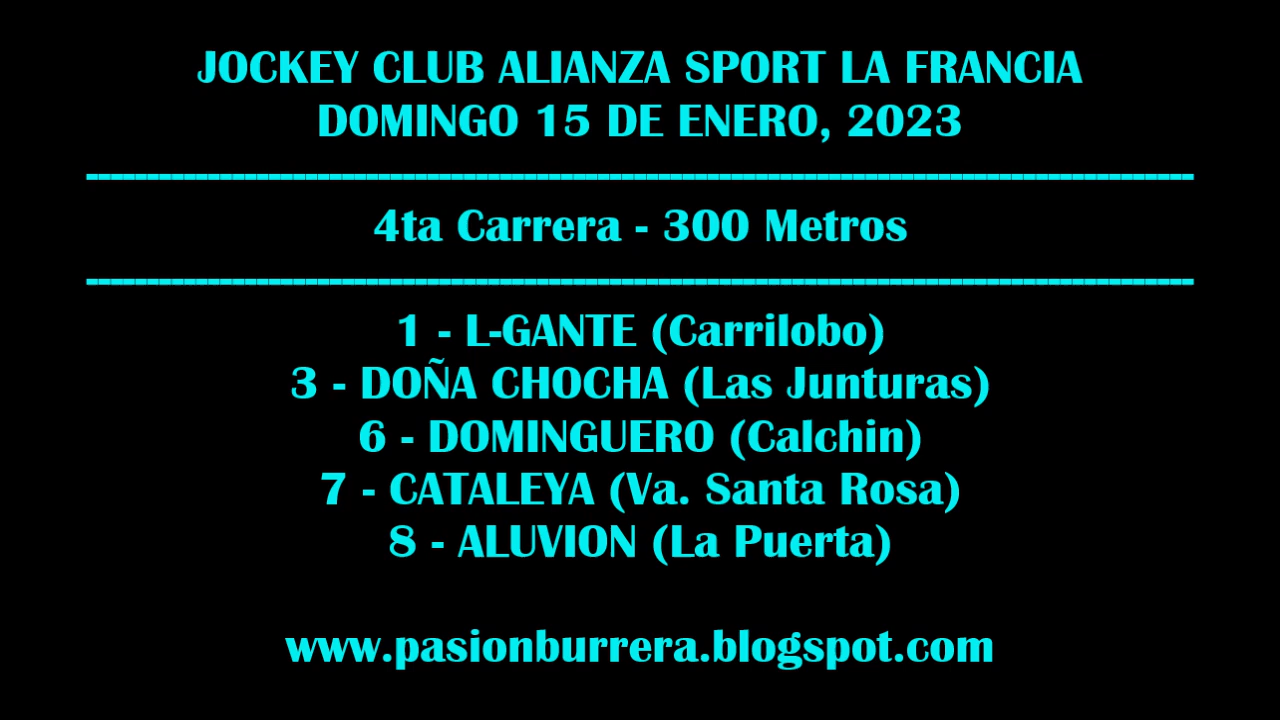 JOCKEY CLUB ALIANZA SPORT LA FRANCIA
DOMINGO 15 DE ENERO, 2023
--------------------------------------------------------------------------------------------
4ta Carrera - 300 Metros
--------------------------------------------------------------------------------------------
1 - L-GANTE (Carrilobo)
3 - DOÑA CHOCHA (Las Junturas)
6 - DOMINGUERO (Calchin)
7 - CATALEYA (Va. Santa Rosa)
8 - ALUVION (La Puerta)
www.pasionburrera.blogspot.com